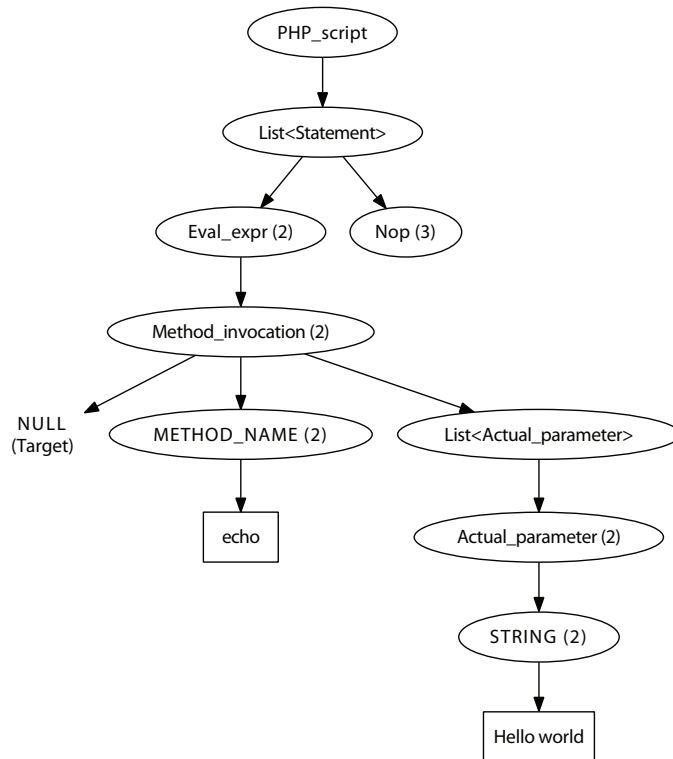 PHP_script
List<Statement>
Eval_expr (2)
Nop (3)
Method_invocation (2)
NULL
(Target)
METHOD_NAME (2)
List<Actual_parameter>
echo
Actual_parameter (2)
STRING (2)
Hello world